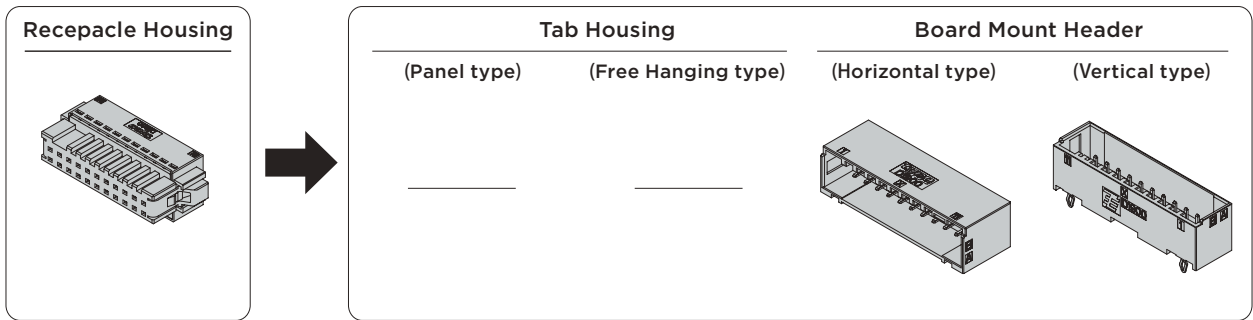 Recepacle Housing
Tab Housing
Board Mount Header
(Panel type)
(Free Hanging type)
(Horizontal type)
(Vertical type)